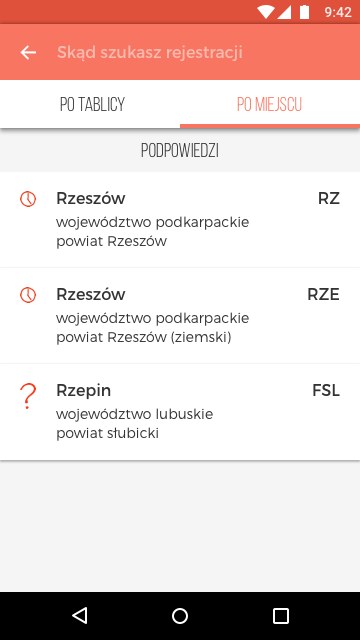 9:42
Skąd szukasz rejestracji
PO TABLICY
PO MIEJSCU
PODPOWIEDZI
Rzeszów RZ
województwo podkarpackie
powiat Rzeszów
Rzeszów RZE
województwo podkarpackie
powiat Rzeszów (ziemski)
Rzepin FSL
województwo lubuskie
powiat słubicki